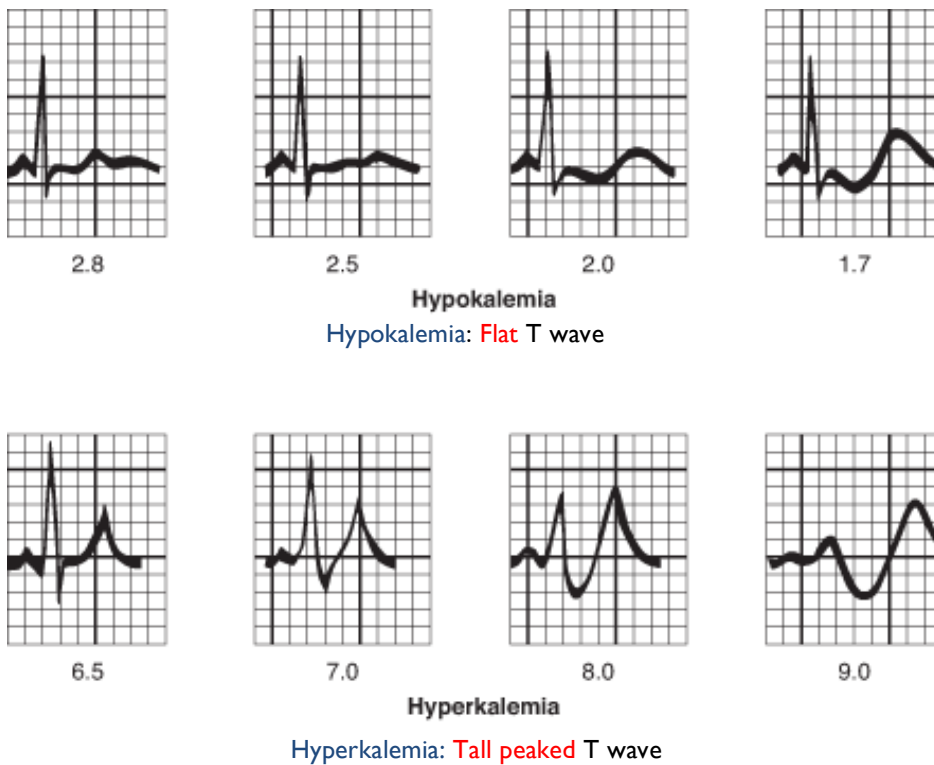 2.8 2.5 2.0 1.7
Hypokalemia
Hypokalemia: Flat T wave
6.5 7.0 8.0 9.0
Hyperkalemia
Hyperkalemia: Tall peaked T wave